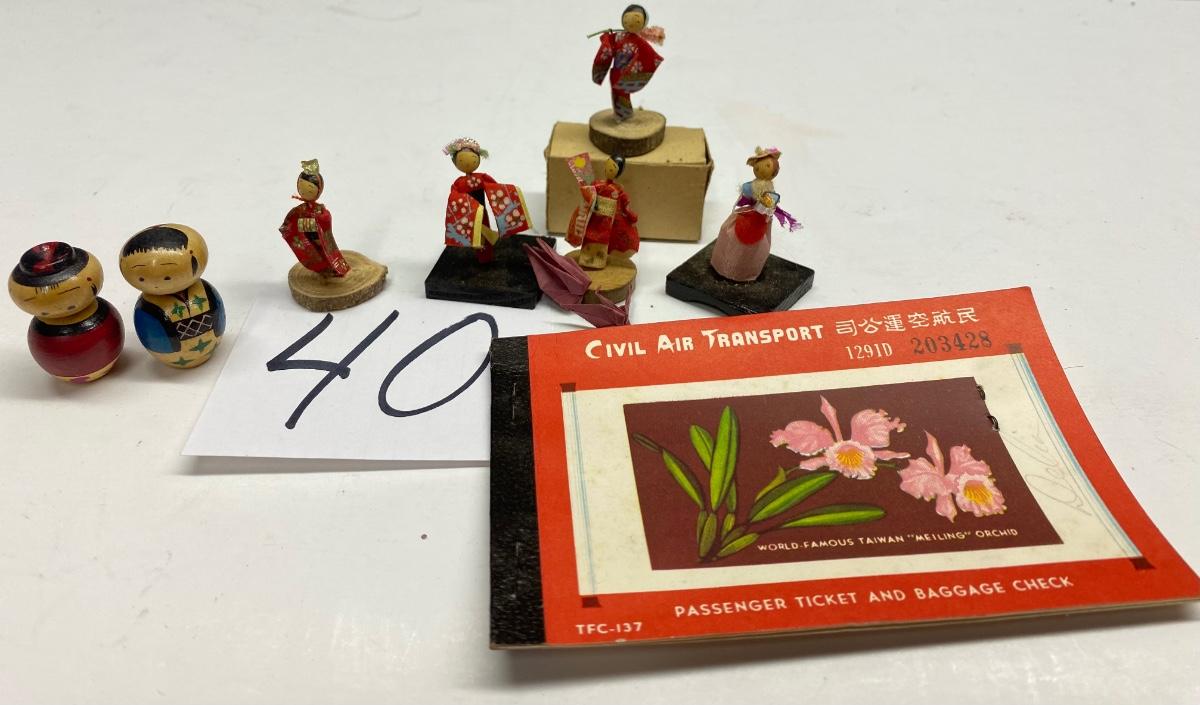 40
CIVIL AIR TRANSPORT 司公運空航民
1291D 203428
WORLD-FAMOUS TAIWAN "MEILING" ORCHID
PASSENGER TICKET AND BAGGAGE CHECK
TFC-137